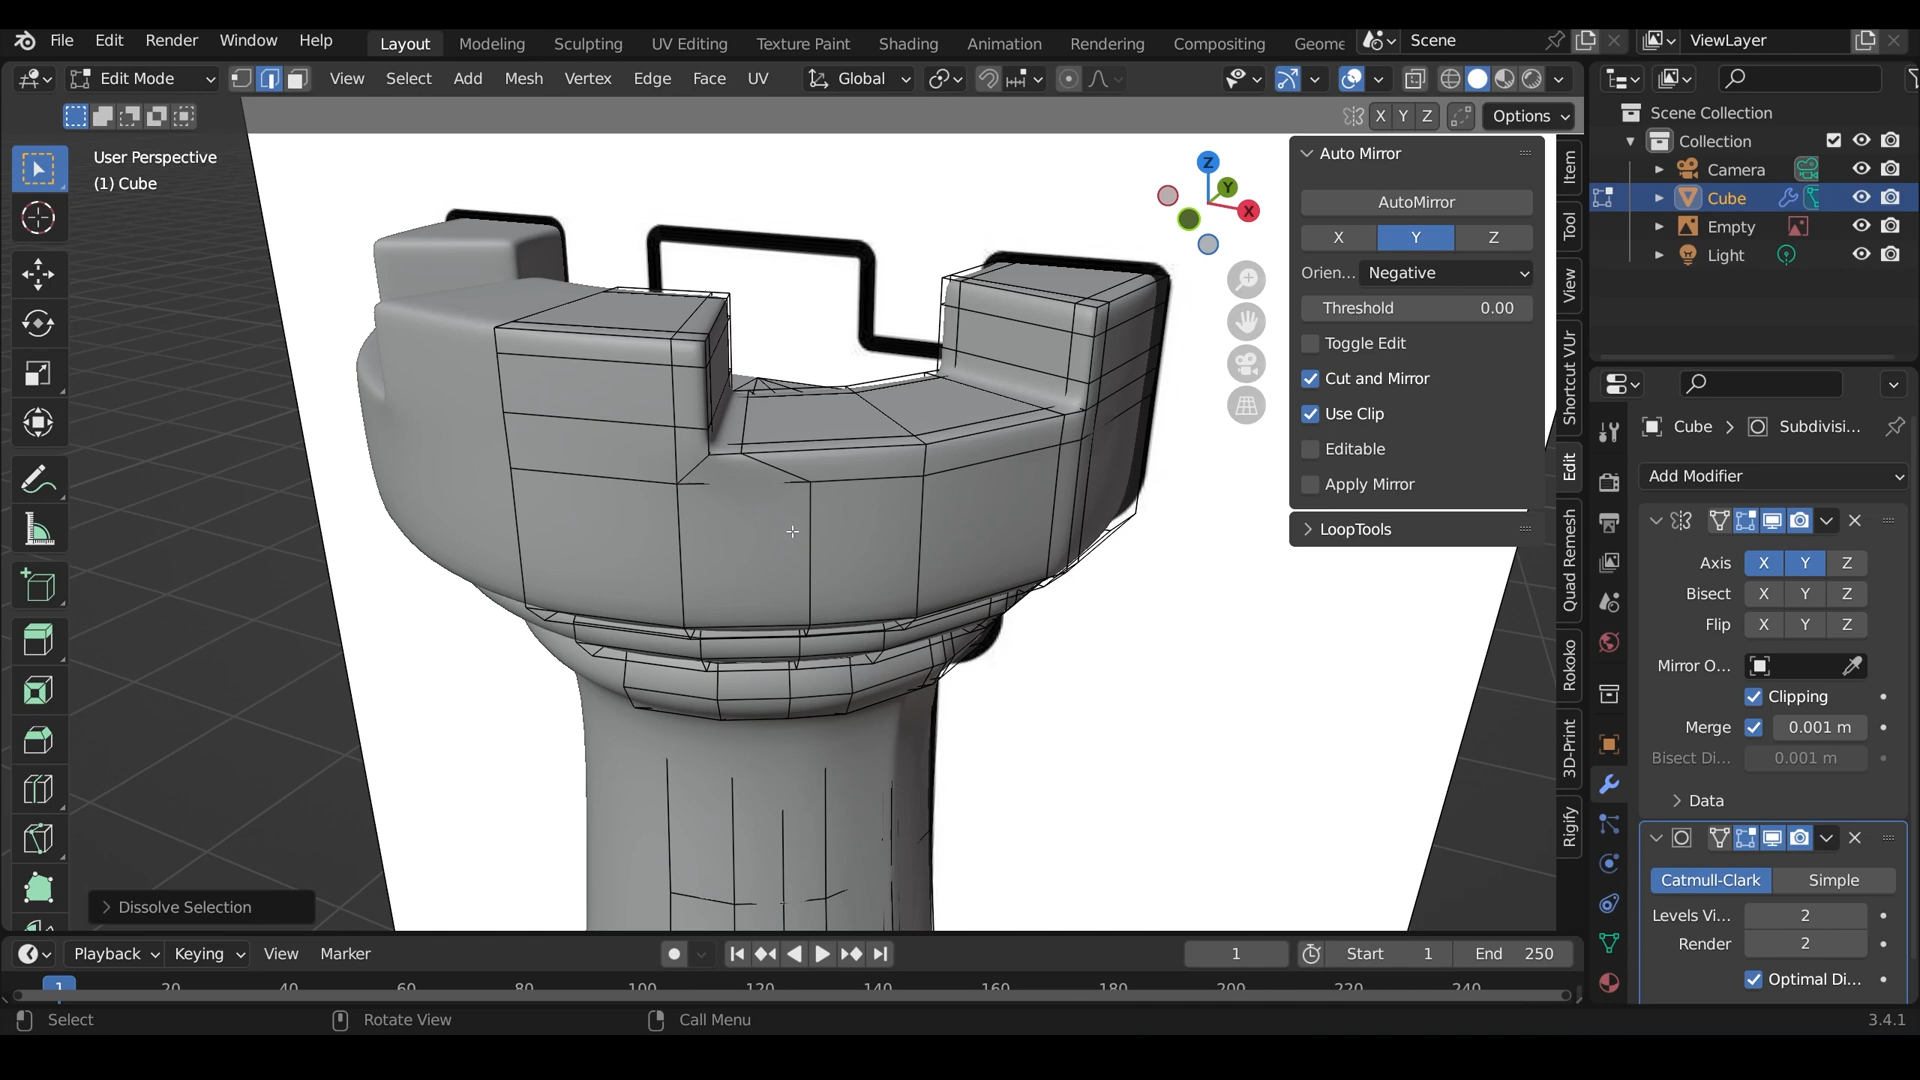 File Edit Render Window Help Layout Modeling Sculpting UV Editing Texture Paint Shading Animation Rendering Compositing Geome Scene ViewLayer
Edit Mode View Select Add Mesh Vertex Edge Face UV Global
X Y Z Options
User Perspective
(1) Cube
Z
Y
X
Auto Mirror
AutoMirror
X Y Z
Orien... Negative
Threshold 0.00
Toggle Edit
Cut and Mirror
Use Clip
Editable
Apply Mirror
LoopTools
Item
Tool
View
Shortcut VUr
Edit
Quad Remesh
Rokoko
3D-Print
Rigify
Scene Collection
Collection
Camera
Cube
Empty
Light
Cube > Subdivisi...
Add Modifier
Axis X Y Z
Bisect X Y Z
Flip X Y Z
Mirror O...
Clipping
Merge 0.001 m
Bisect Di... 0.001 m
Data
Catmull-Clark Simple
Levels Vi... 2
Render 2
Optimal Di...
Dissolve Selection
Playback Keying View Marker 1 Start 1 End 250
1 20 40 60 80 100 120 140 160 180 200 220 240
Select Rotate View Call Menu 3.4.1